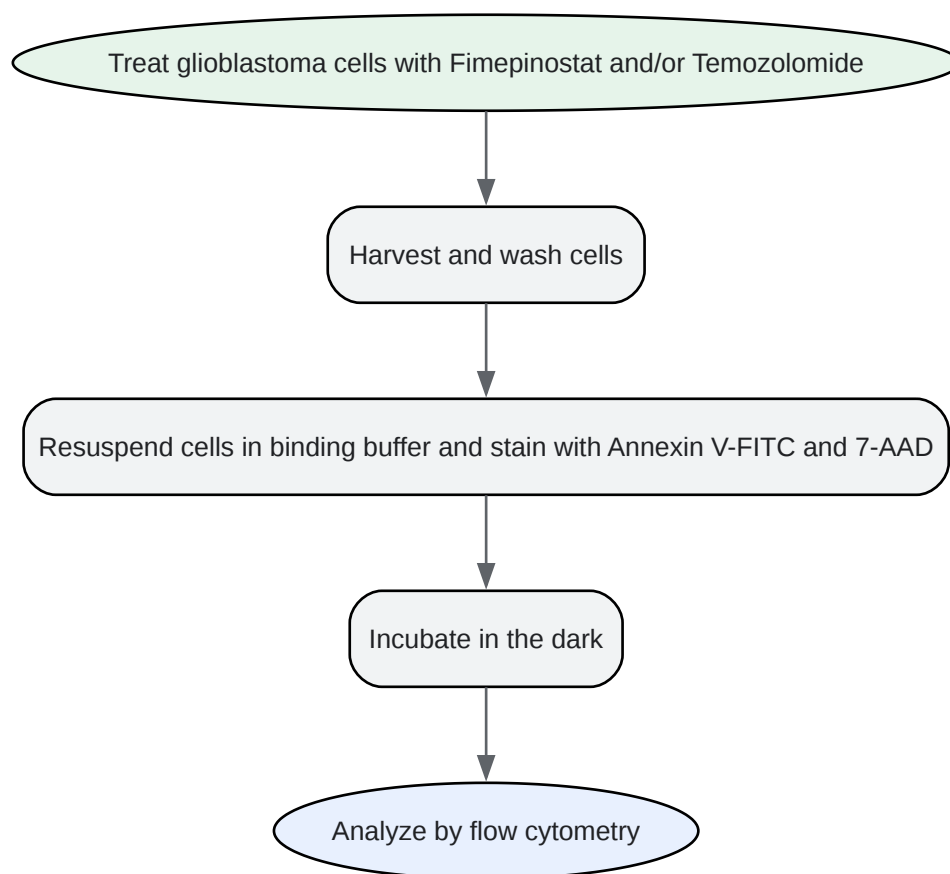 Treat glioblastoma cells with Fimepinostat and/or Temozolomide
Harvest and wash cells
Resuspend cells in binding buffer and stain with Annexin V-FITC and 7-AAD
Incubate in the dark
Analyze by flow cytometry